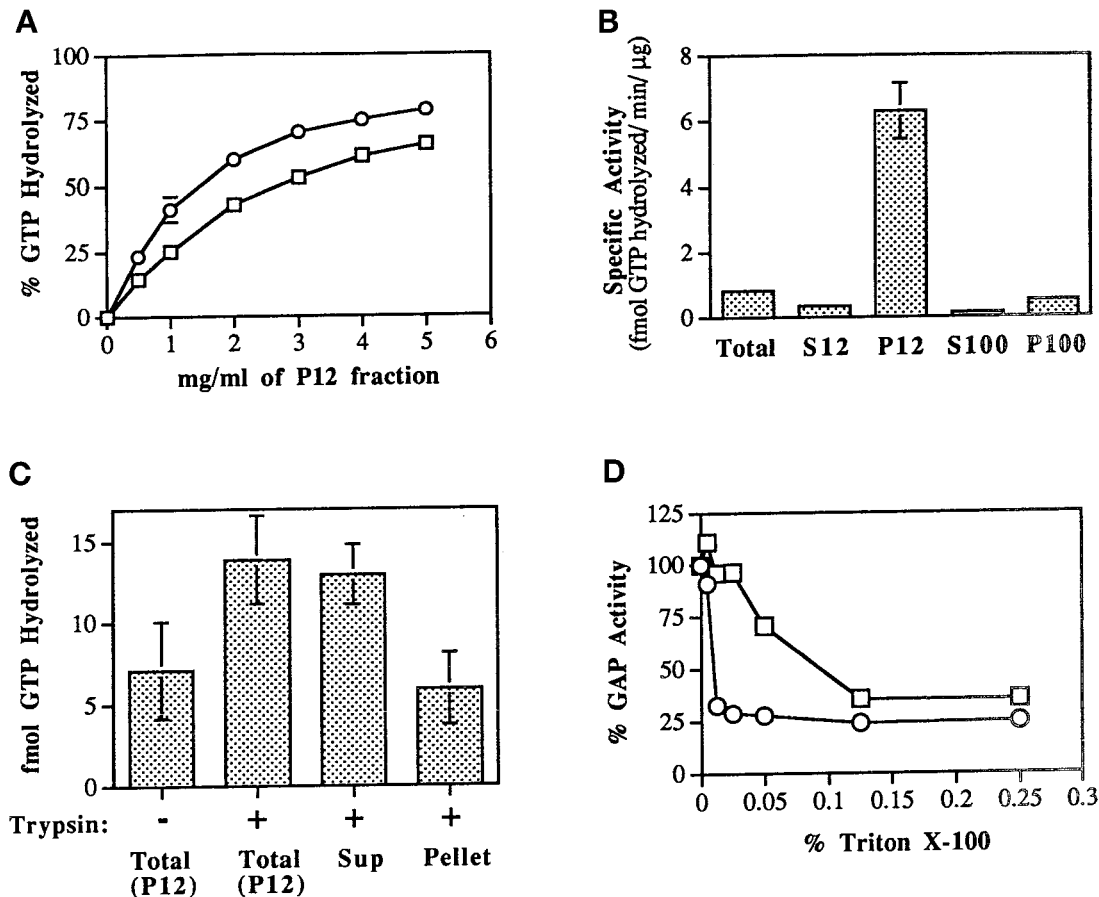 A
100
75
50
25
0
% GTP Hydrolyzed
0 1 2 3 4 5 6
mg/ml of P12 fraction
B
8
6
4
2
0
Specific Activity
(fmol GTP hydrolyzed/ min/ µg)
Total S12 P12 S100 P100
C
15
10
5
0
fmol GTP Hydrolyzed
Trypsin: - + + +
Total Total Sup Pellet
(P12) (P12)
D
125
100
75
50
25
0
% GAP Activity
0 0.05 0.1 0.15 0.2 0.25 0.3
% Triton X-100